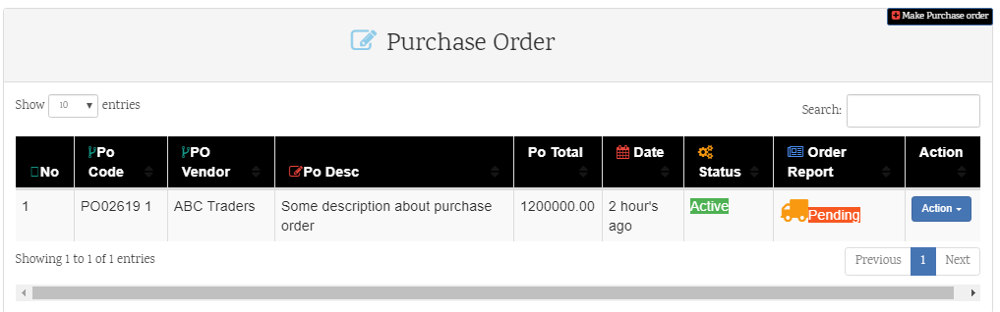 Make Purchase order
Purchase Order
Show 10 entries
Search:
No
Po Code
PO Vendor
Po Desc
Po Total
Date
Status
Order Report
Action
1
PO02619 1
ABC Traders
Some description about purchase
order
1200000.00
2 hour's
ago
Active
Pending
Action
Showing 1 to 1 of 1 entries
Previous 1 Next